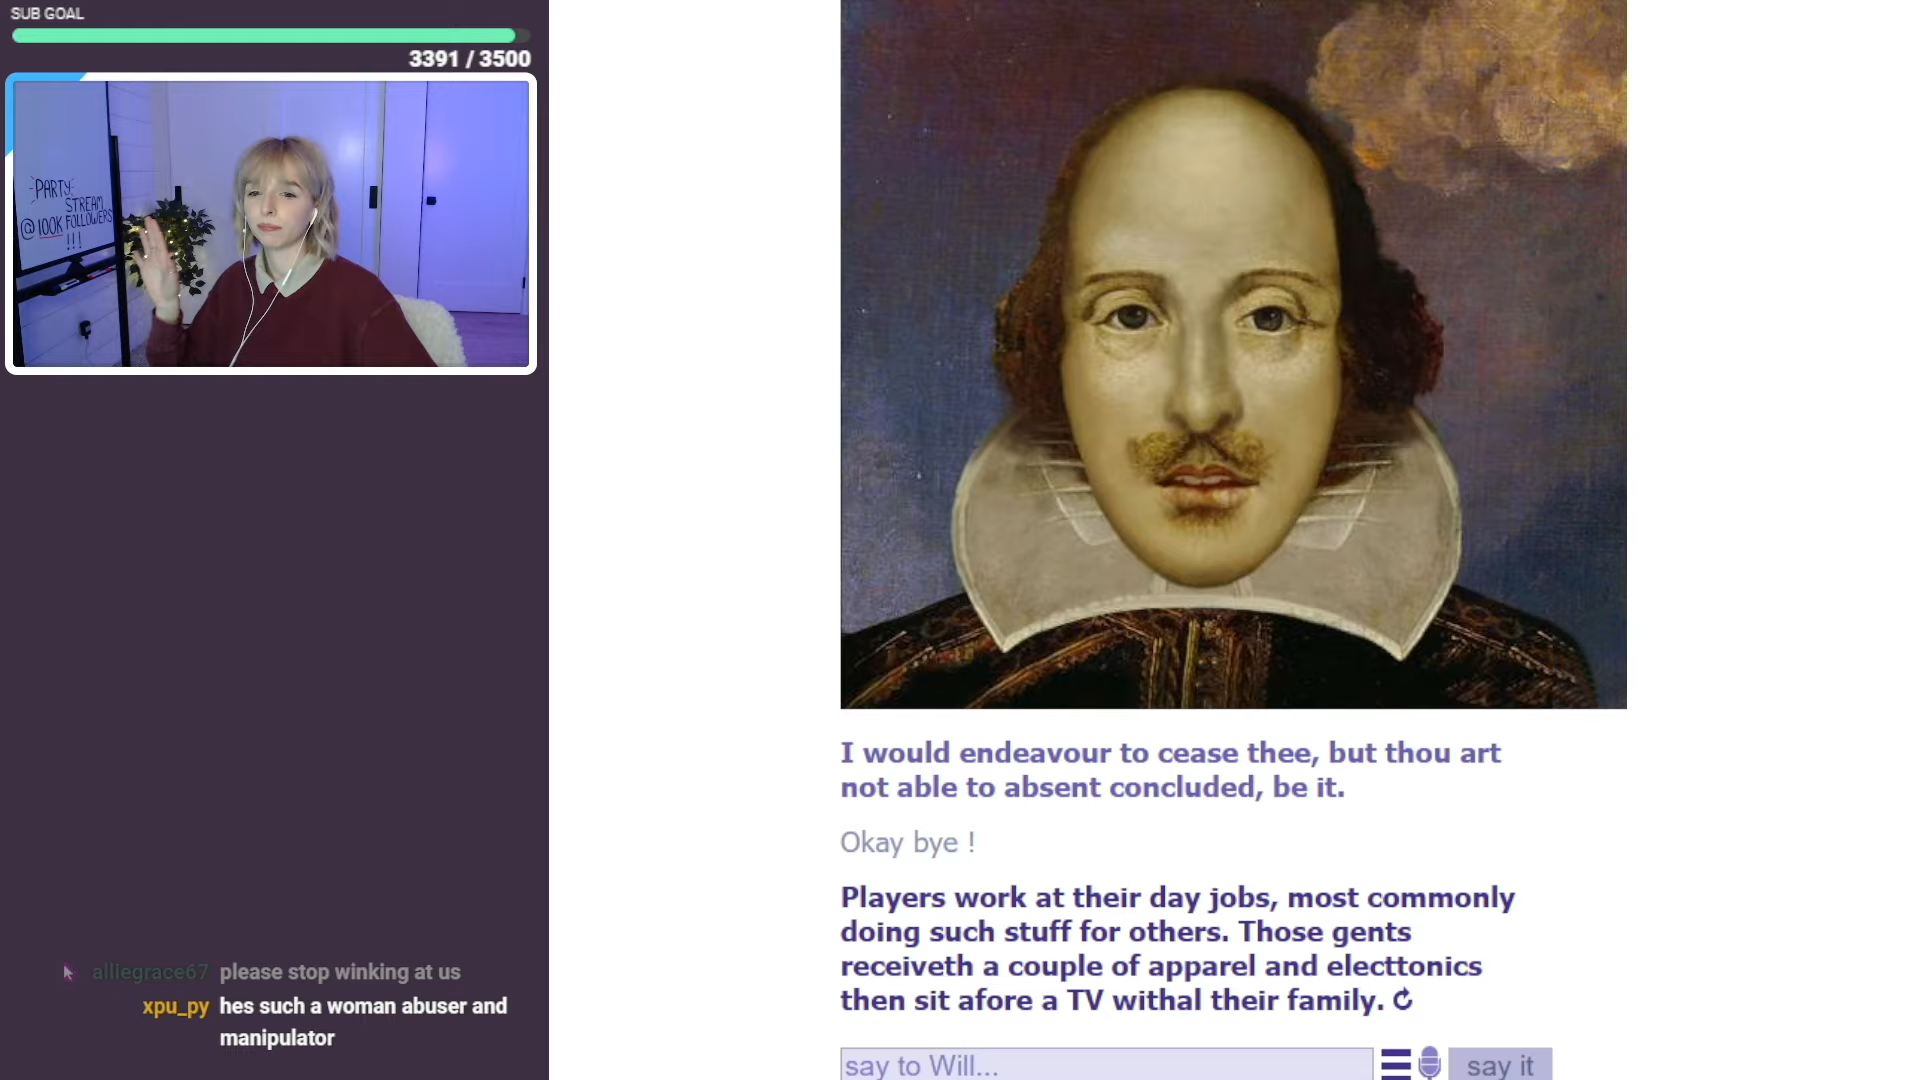 SUB GOAL
3391 / 3500
PARTY
STREAM
@100K FOLLOWERS
!!!
I would endeavour to cease thee, but thou art
not able to absent concluded, be it.
Okay bye !
Players work at their day jobs, most commonly
doing such stuff for others. Those gents
receiveth a couple of apparel and electtonics
then sit afore a TV withal their family.
alliegrace67 please stop winking at us
xpu_py hes such a woman abuser and
manipulator
say to Will...
say it